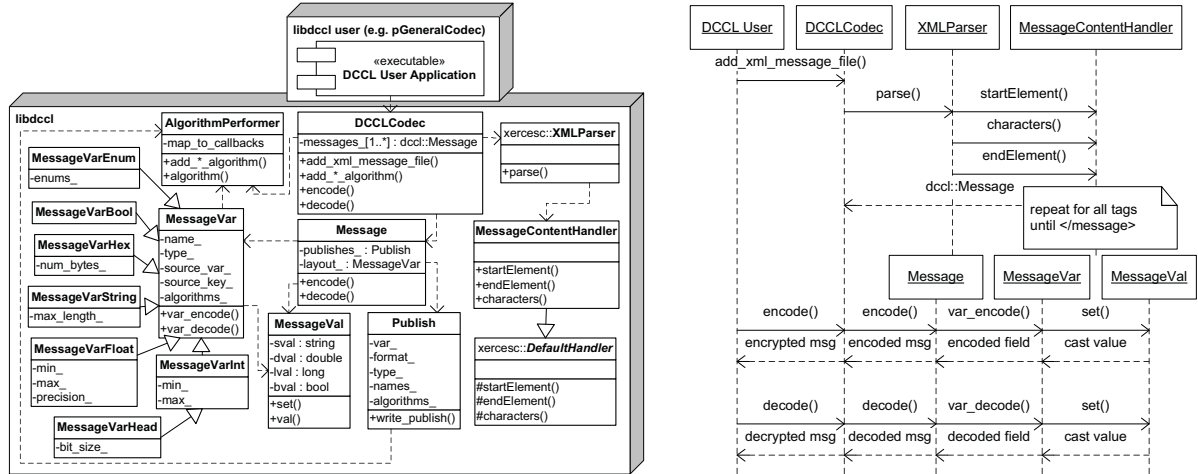 libdccl user (e.g. pGeneralCodec)
«executable»
DCCL User Application
libdccl
AlgorithmPerformer
-map_to_callbacks
+add_*_algorithm()
+algorithm()
DCCLCodec
-messages_[1..*] : dccl::Message
+add_xml_message_file()
+add_*_algorithm()
+encode()
+decode()
xercesc::XMLParser
+parse()
MessageVarEnum
-enums_
MessageVarBool
MessageVarHex
-num_bytes_
MessageVarString
-max_length_
MessageVarFloat
-min_
-max_
-precision_
MessageVar
-name_
-type_
-source_var_
-source_key_
-algorithms_
+var_encode()
+var_decode()
MessageVarInt
-min_
-max_
MessageVarHead
-bit_size_
Message
-publishes_ : Publish
-layout_ : MessageVar
+encode()
+decode()
MessageVal
-sval : string
-dval : double
-lval : long
-bval : bool
+set()
+val()
Publish
-var_
-format_
-type_
-names_
-algorithms_
+write_publish()
MessageContentHandler
+startElement()
+endElement()
+characters()
xercesc::DefaultHandler
#startElement()
#endElement()
#characters()
DCCL User
DCCLCodec
XMLParser
MessageContentHandler
add_xml_message_file()
parse()
startElement()
characters()
endElement()
dccl::Message
repeat for all tags
until </message>
Message
MessageVar
MessageVal
encode()
encode()
var_encode()
set()
encrypted msg
encoded msg
encoded field
cast value
decode()
decode()
var_decode()
set()
decrypted msg
decoded msg
decoded field
cast value